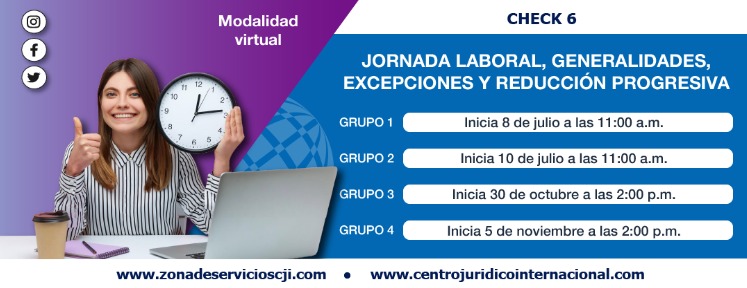 Modalidad
virtual
CHECK 6
JORNADA LABORAL, GENERALIDADES,
EXCEPCIONES Y REDUCCIÓN PROGRESIVA
GRUPO 1 Inicia 8 de julio a las 11:00 a.m.
GRUPO 2 Inicia 10 de julio a las 11:00 a.m.
GRUPO 3 Inicia 30 de octubre a las 2:00 p.m.
GRUPO 4 Inicia 5 de noviembre a las 2:00 p.m.
www.zonadeservicioscji.com • www.centrojuridicointernacional.com